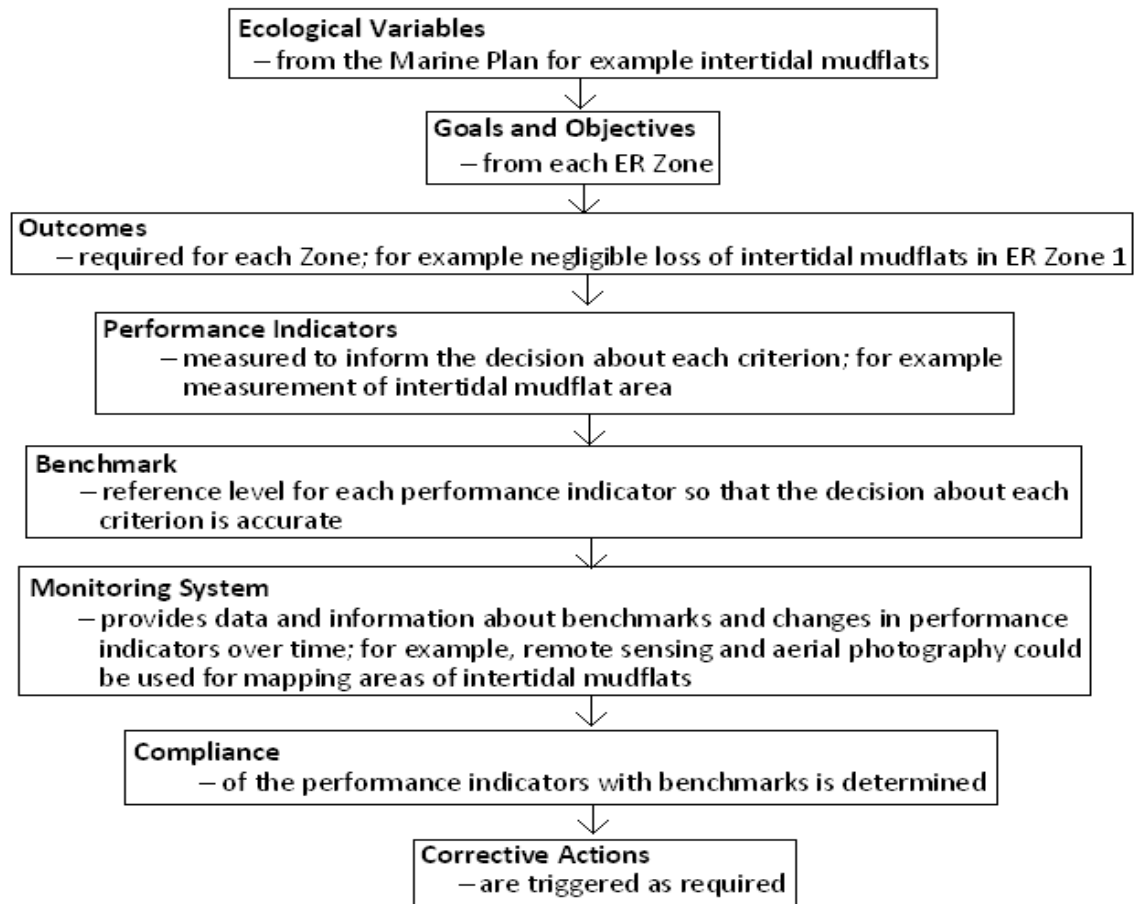 Ecological Variables
– from the Marine Plan for example intertidal mudflats
Goals and Objectives
– from each ER Zone
Outcomes
– required for each Zone; for example negligible loss of intertidal mudflats in ER Zone 1
Performance Indicators
– measured to inform the decision about each criterion; for example
measurement of intertidal mudflat area
Benchmark
– reference level for each performance indicator so that the decision about each
criterion is accurate
Monitoring System
– provides data and information about benchmarks and changes in performance
indicators over time; for example, remote sensing and aerial photography could
be used for mapping areas of intertidal mudflats
Compliance
– of the performance indicators with benchmarks is determined
Corrective Actions
– are triggered as required